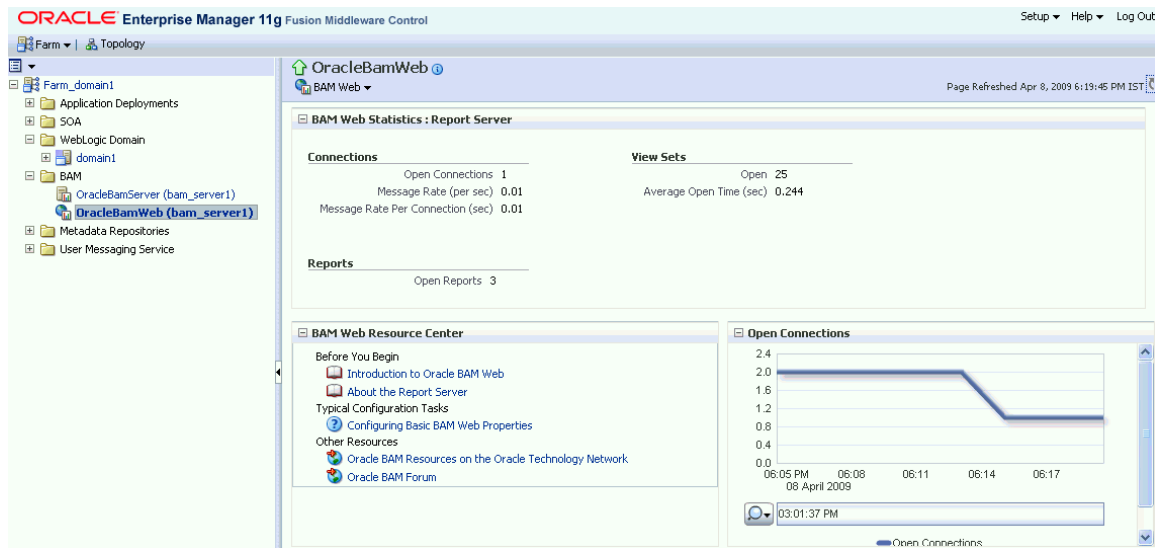 ORACLE Enterprise Manager 11g Fusion Middleware Control
Setup Help Log Out
Farm Topology
Farm_domain1
Application Deployments
SOA
WebLogic Domain
domain1
BAM
OracleBamServer (bam_server1)
OracleBamWeb (bam_server1)
Metadata Repositories
User Messaging Service
OracleBamWeb
BAM Web
Page Refreshed Apr 8, 2009 6:19:45 PM IST
BAM Web Statistics : Report Server
Connections
Open Connections 1
Message Rate (per sec) 0.01
Message Rate Per Connection (sec) 0.01
View Sets
Open 25
Average Open Time (sec) 0.244
Reports
Open Reports 3
BAM Web Resource Center
Before You Begin
Introduction to Oracle BAM Web
About the Report Server
Typical Configuration Tasks
Configuring Basic BAM Web Properties
Other Resources
Oracle BAM Resources on the Oracle Technology Network
Oracle BAM Forum
Open Connections
2.4
2.0
1.6
1.2
0.8
0.4
0.0
06:05 PM 06:08 06:11 06:14 06:17
08 April 2009
03:01:37 PM
Open Connections